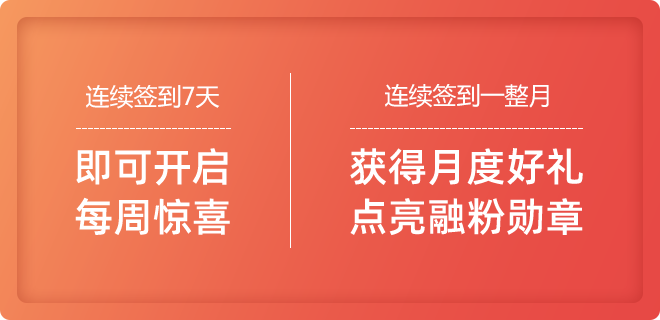 连续签到7天
即可开启
每周惊喜
连续签到一整月
获得月度好礼
点亮融粉勋章